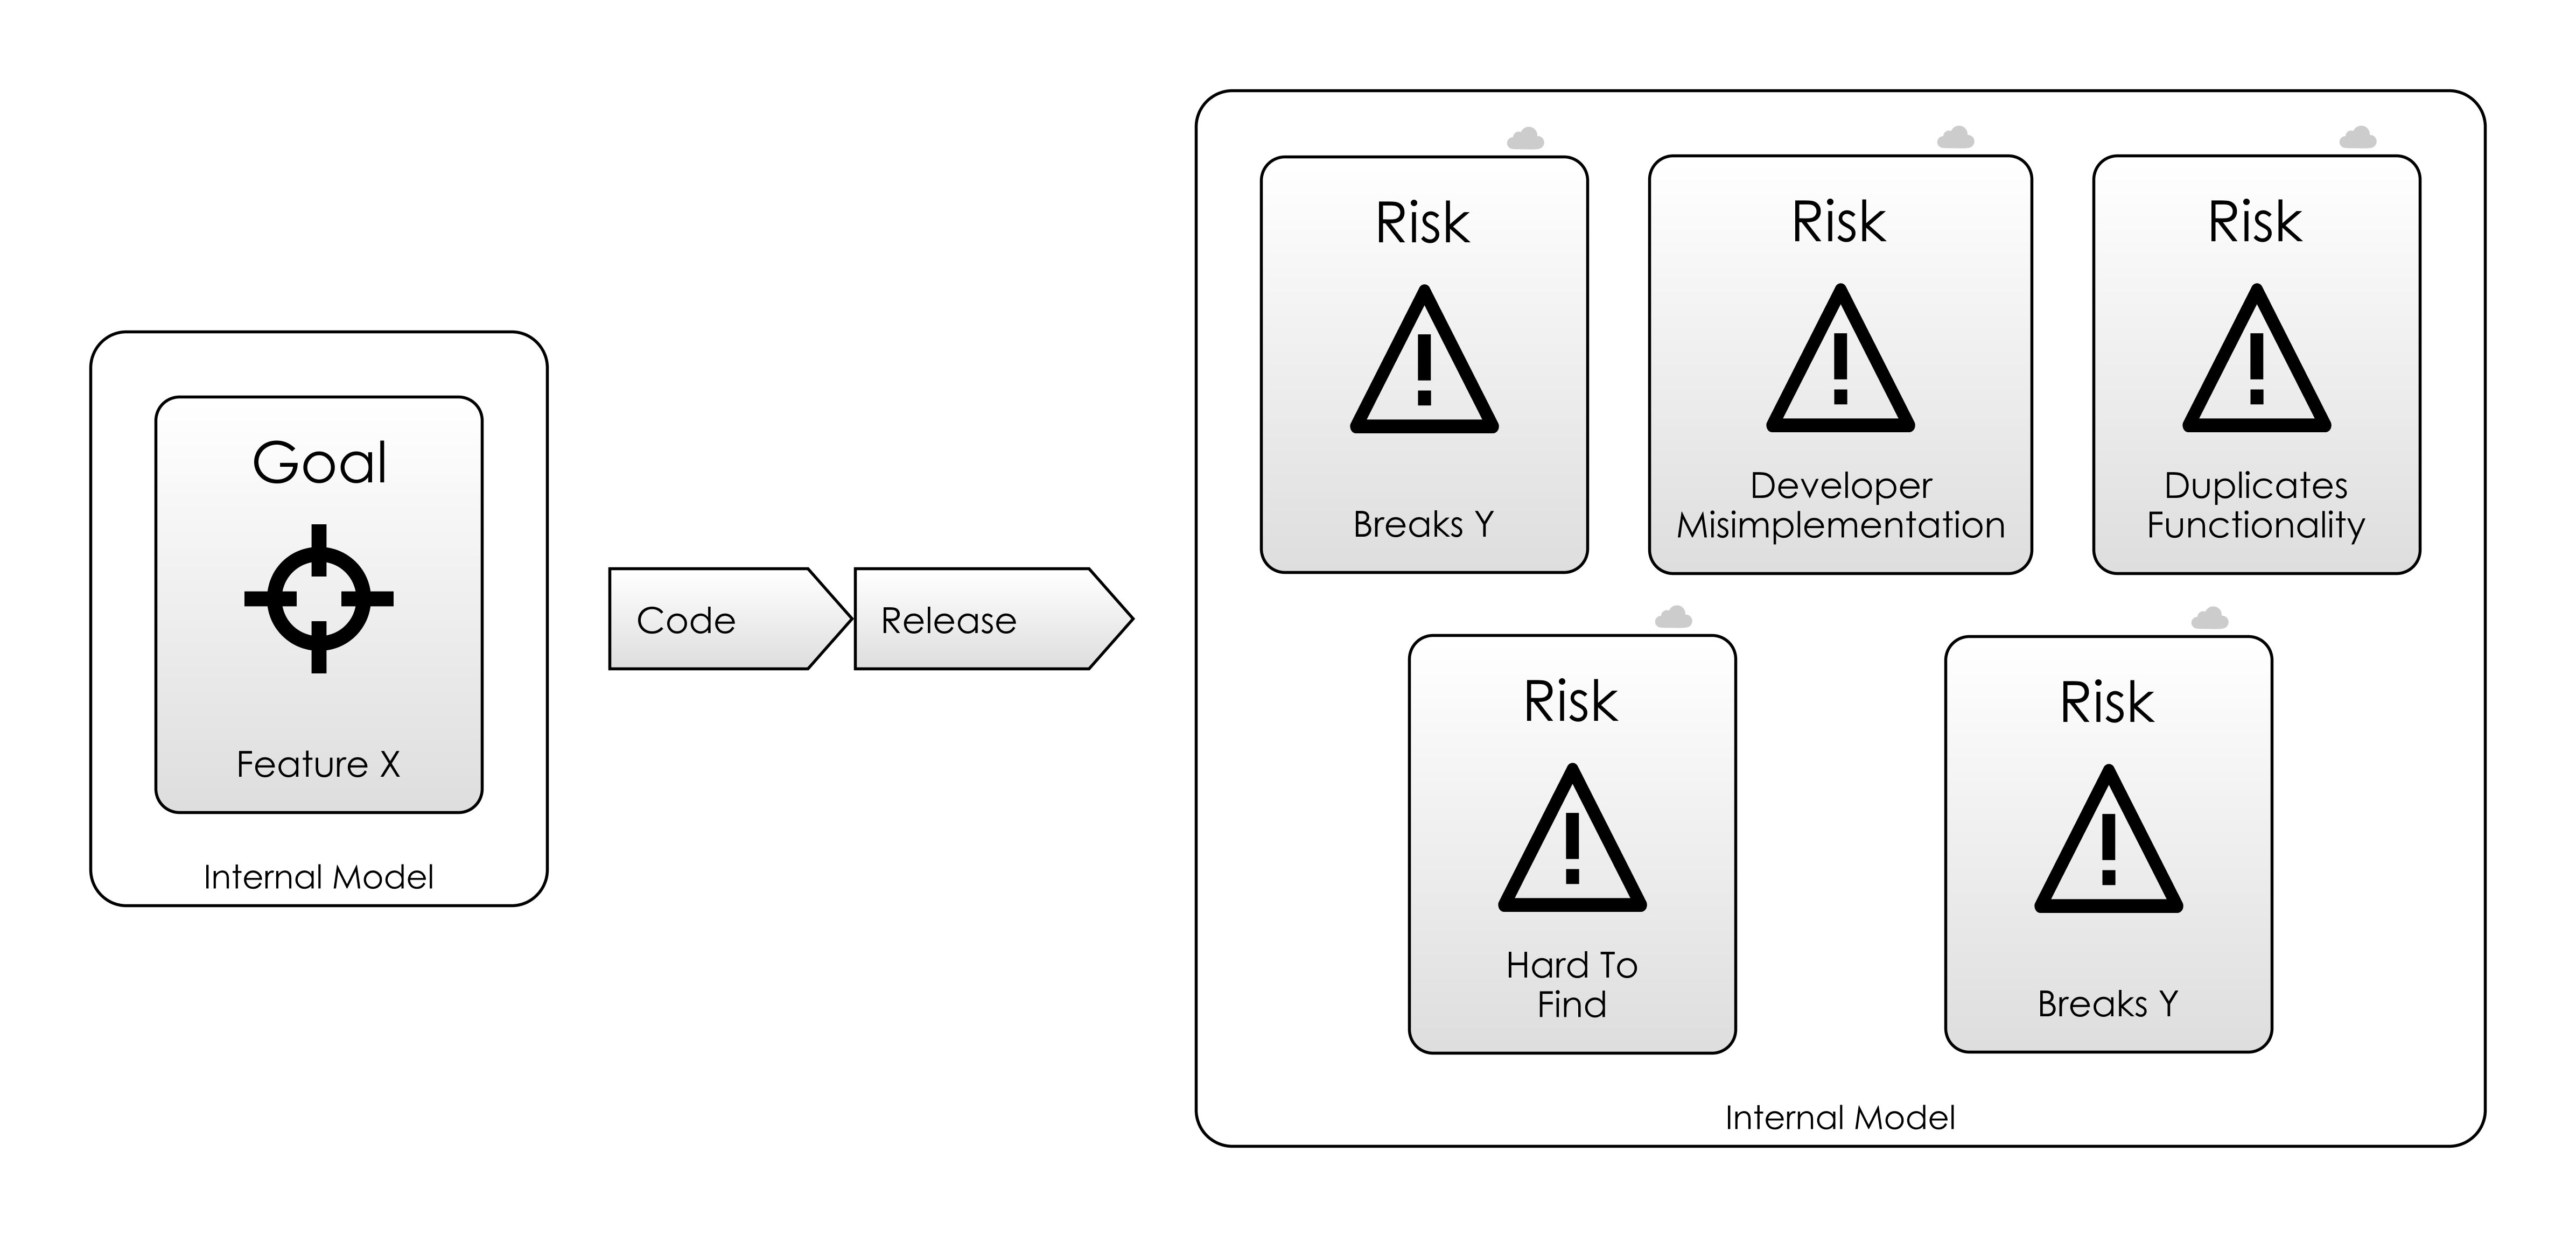 Goal
Feature X
Internal Model
Code
Release
Risk
Breaks Y
Risk
Developer
Misimplementation
Risk
Duplicates
Functionality
Risk
Hard To
Find
Risk
Breaks Y
Internal Model